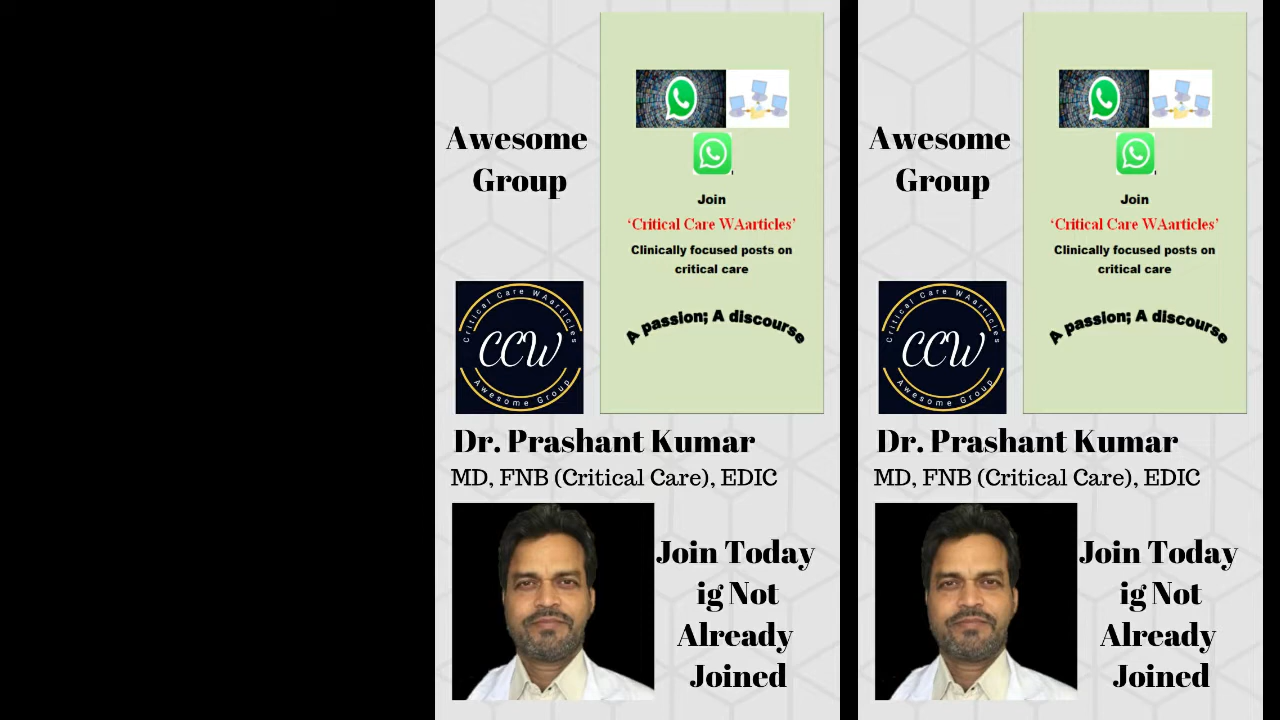 Awesome
Group
Join
‘Critical Care WAarticles’
Clinically focused posts on
critical care
A passion; A discourse
Critical Care WAarticles
CCW
Awesome Group
Dr. Prashant Kumar
MD, FNB (Critical Care), EDIC
Join Today
ig Not
Already
Joined
Awesome
Group
Join
‘Critical Care WAarticles’
Clinically focused posts on
critical care
A passion; A discourse
Critical Care WAarticles
CCW
Awesome Group
Dr. Prashant Kumar
MD, FNB (Critical Care), EDIC
Join Today
ig Not
Already
Joined